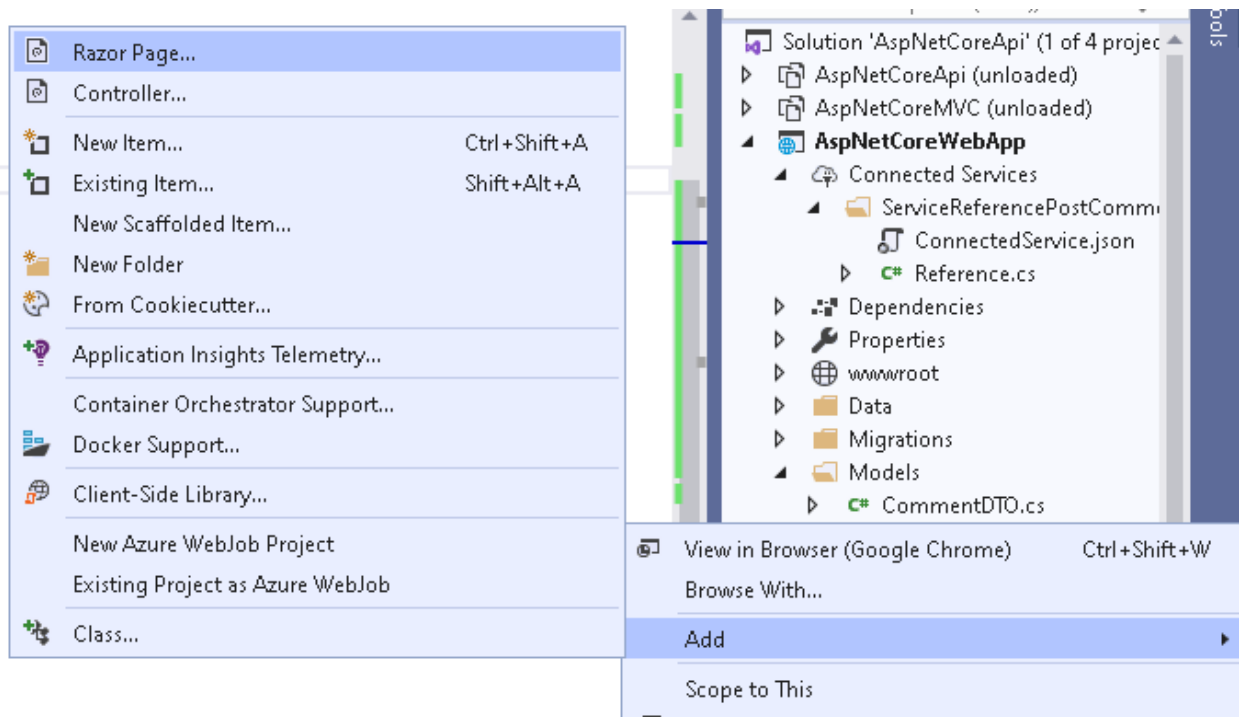 Razor Page...
Controller...
New Item... Ctrl+Shift+A
Existing Item... Shift+Alt+A
New Scaffolded Item...
New Folder
From Cookiecutter...
Application Insights Telemetry...
Container Orchestrator Support...
Docker Support...
Client-Side Library...
New Azure WebJob Project
Existing Project as Azure WebJob
Class...
Solution 'AspNetCoreApi' (1 of 4 projec
AspNetCoreApi (unloaded)
AspNetCoreMVC (unloaded)
AspNetCoreWebApp
Connected Services
ServiceReferencePostComm
ConnectedService.json
C# Reference.cs
Dependencies
Properties
wwwroot
Data
Migrations
Models
C# CommentDTO.cs
View in Browser (Google Chrome) Ctrl+Shift+W
Browse With...
Add
Scope to This